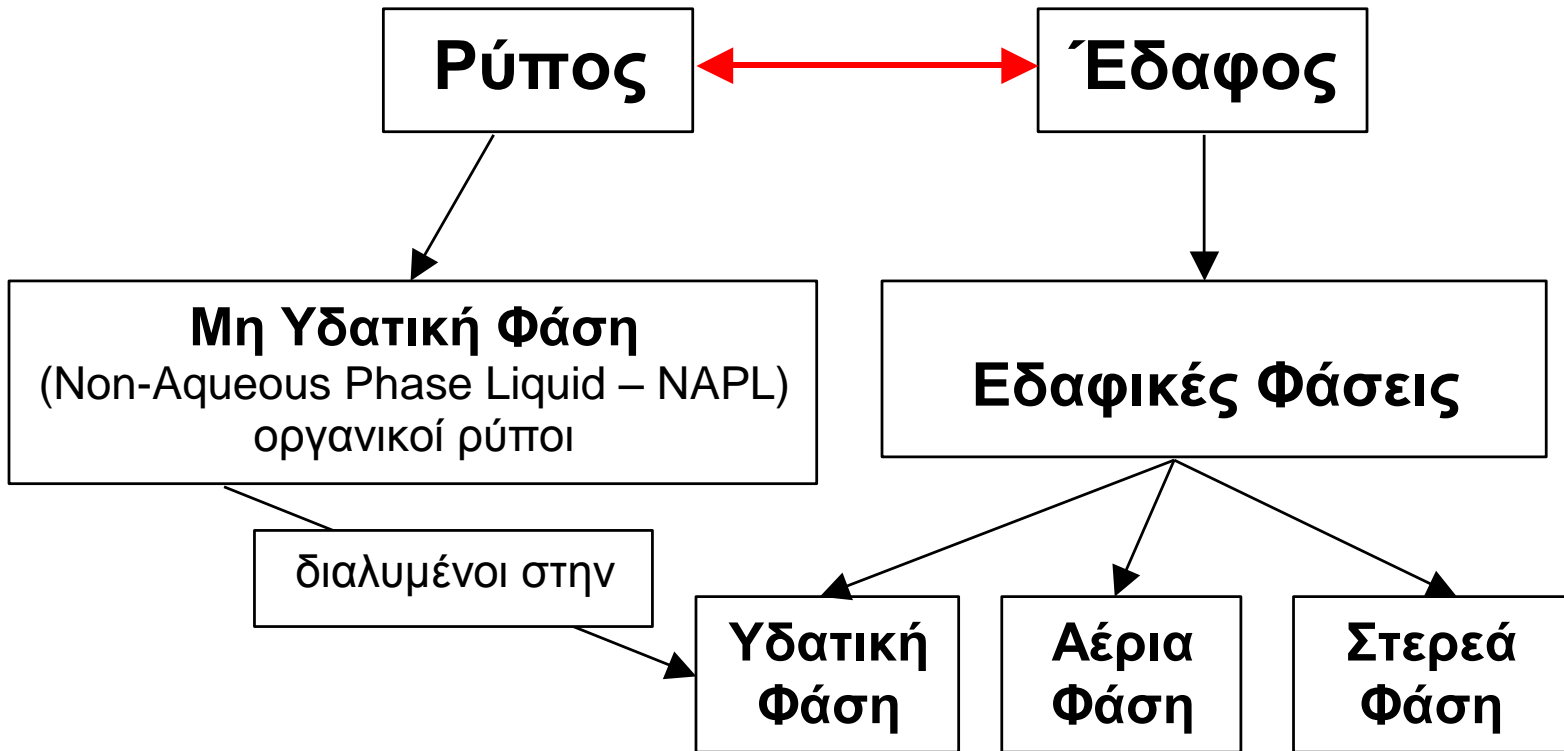 Ρύπος
Έδαφος
Μη Υδατική Φάση
(Non-Aqueous Phase Liquid – NAPL)
οργανικοί ρύποι
Εδαφικές Φάσεις
διαλυμένοι στην
Υδατική
Φάση
Αέρια
Φάση
Στερεά
Φάση